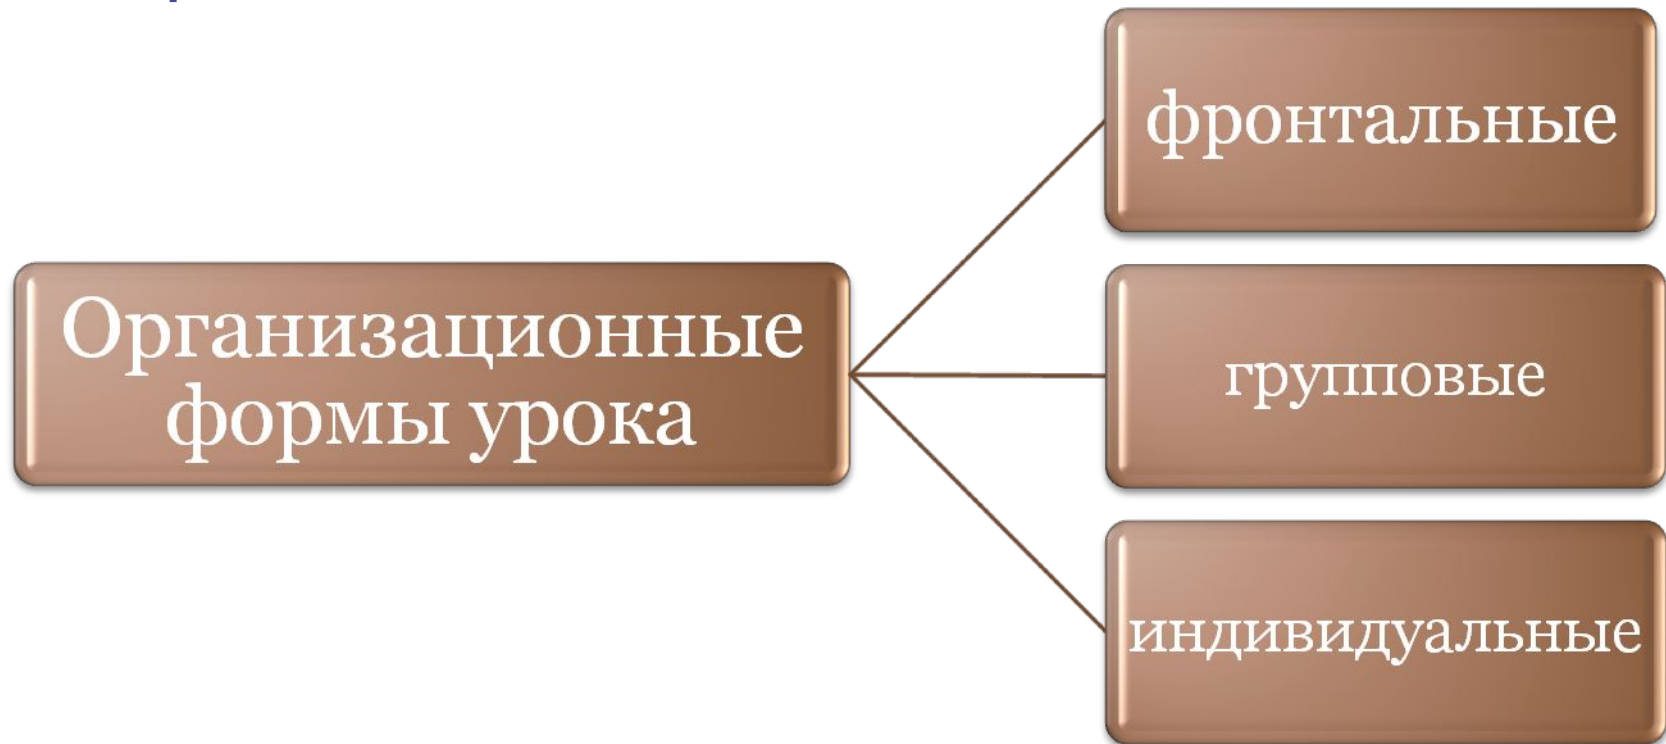 фронтальные
Организационные
формы урока
групповые
индивидуальные